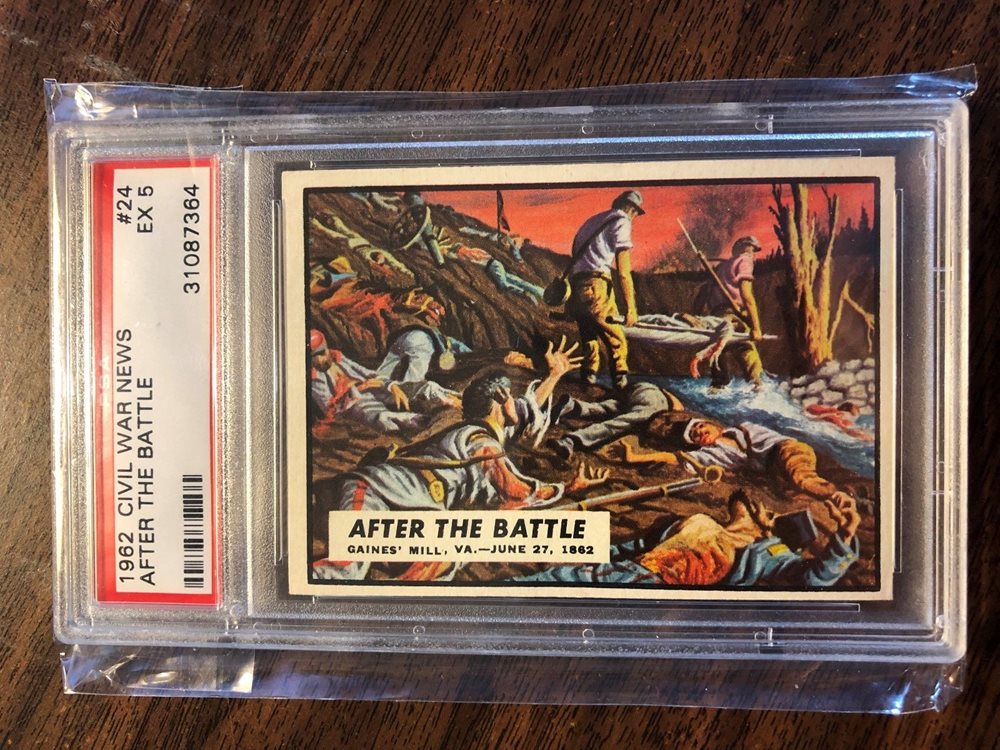 1962 CIVIL WAR NEWS #24
AFTER THE BATTLE EX 5
31087364
AFTER THE BATTLE
GAINES' MILL, VA.—JUNE 27, 1862